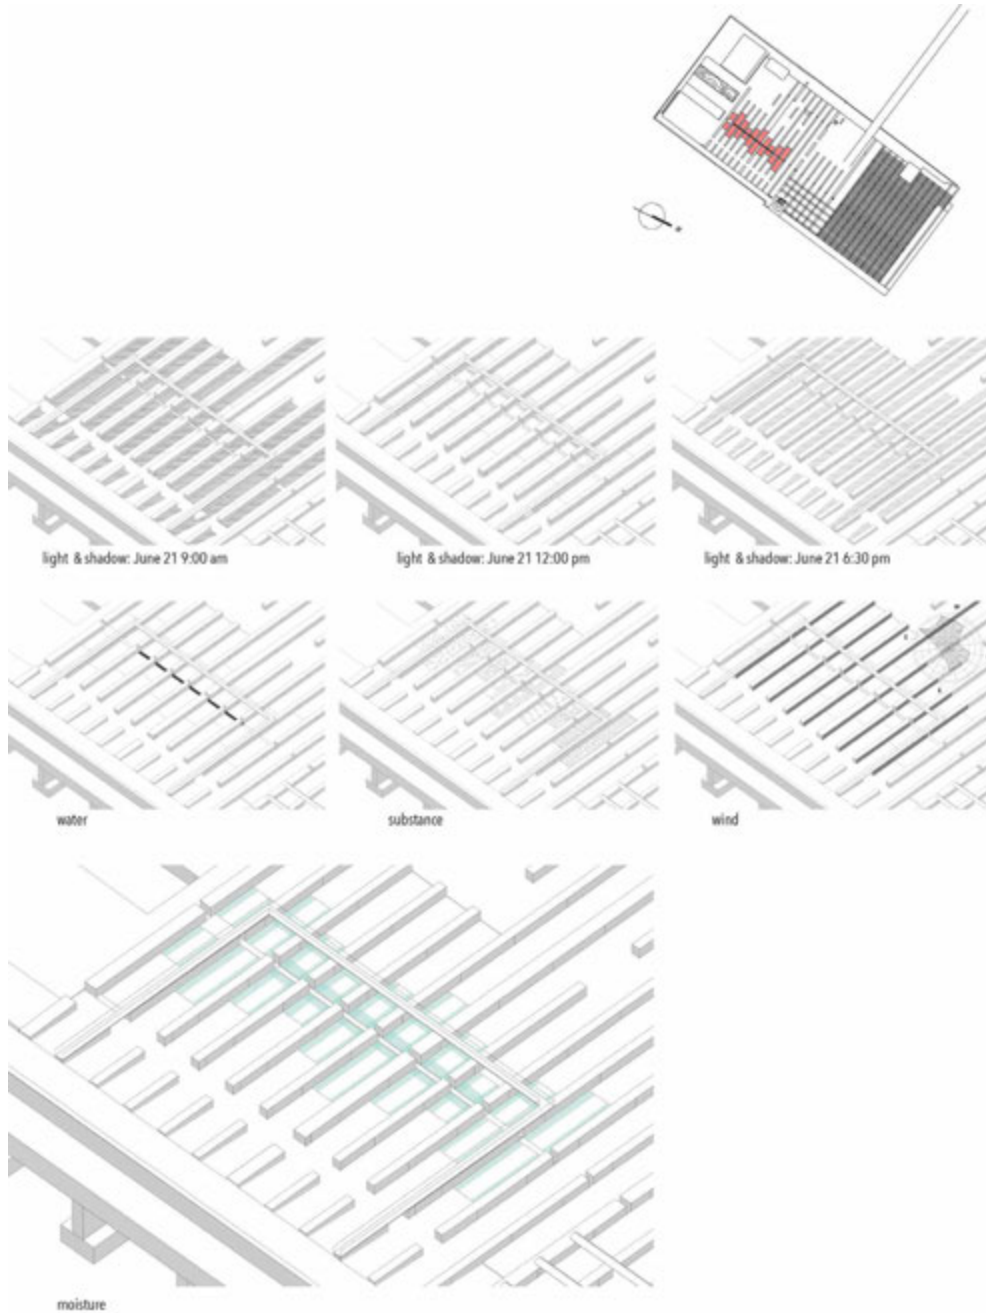 light & shadow: June 21 9:00 am
light & shadow: June 21 12:00 pm
light & shadow: June 21 6:30 pm
water
substance
wind
moisture